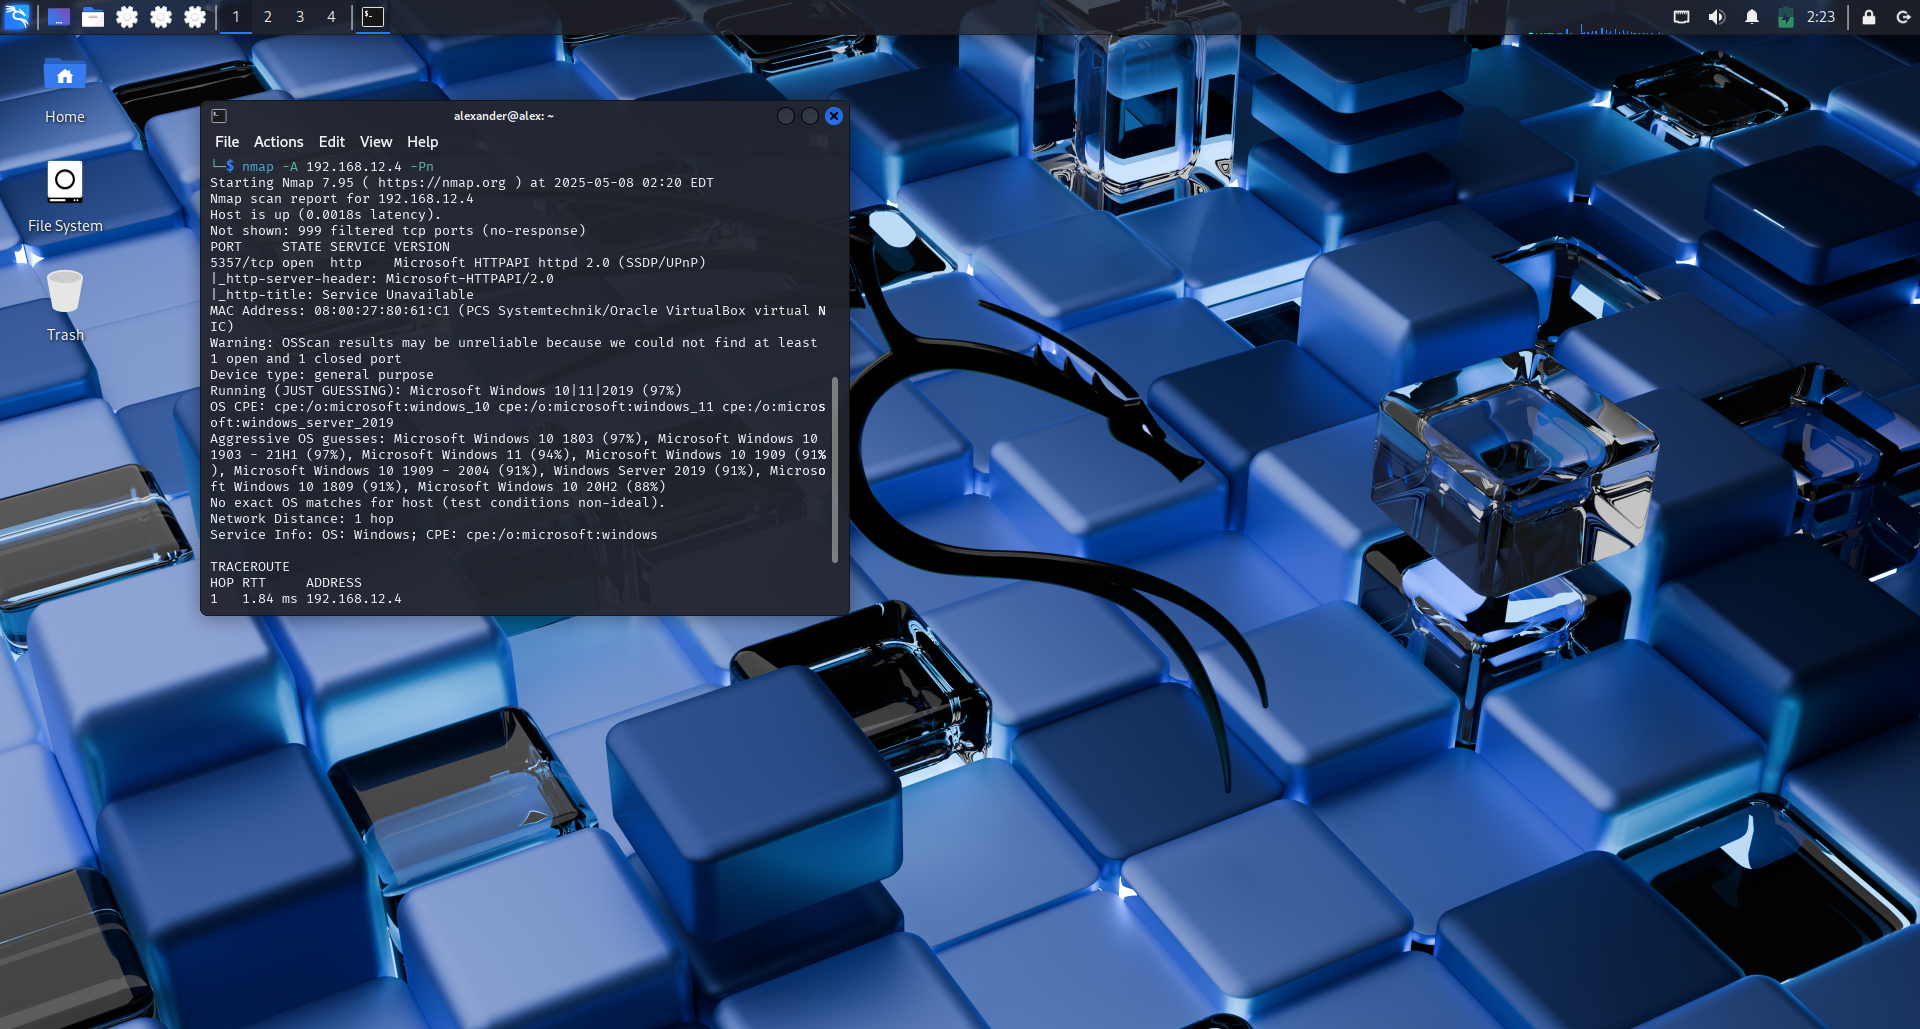 1 2 3 4
2:23
Home
File System
Trash
alexander@alex: ~
File Actions Edit View Help
└─$ nmap -A 192.168.12.4 -Pn
Starting Nmap 7.95 ( https://nmap.org ) at 2025-05-08 02:20 EDT
Nmap scan report for 192.168.12.4
Host is up (0.0018s latency).
Not shown: 999 filtered tcp ports (no-response)
PORT     STATE SERVICE VERSION
5357/tcp open  http    Microsoft HTTPAPI httpd 2.0 (SSDP/UPnP)
|_http-server-header: Microsoft-HTTPAPI/2.0
|_http-title: Service Unavailable
MAC Address: 08:00:27:80:61:C1 (PCS Systemtechnik/Oracle VirtualBox virtual N
IC)
Warning: OSScan results may be unreliable because we could not find at least
1 open and 1 closed port
Device type: general purpose
Running (JUST GUESSING): Microsoft Windows 10|11|2019 (97%)
OS CPE: cpe:/o:microsoft:windows_10 cpe:/o:microsoft:windows_11 cpe:/o:micros
oft:windows_server_2019
Aggressive OS guesses: Microsoft Windows 10 1803 (97%), Microsoft Windows 10
1903 - 21H1 (97%), Microsoft Windows 11 (94%), Microsoft Windows 10 1909 (91%
), Microsoft Windows 10 1909 - 2004 (91%), Windows Server 2019 (91%), Microso
ft Windows 10 1809 (91%), Microsoft Windows 10 20H2 (88%)
No exact OS matches for host (test conditions non-ideal).
Network Distance: 1 hop
Service Info: OS: Windows; CPE: cpe:/o:microsoft:windows
TRACEROUTE
HOP RTT     ADDRESS
1   1.84 ms 192.168.12.4